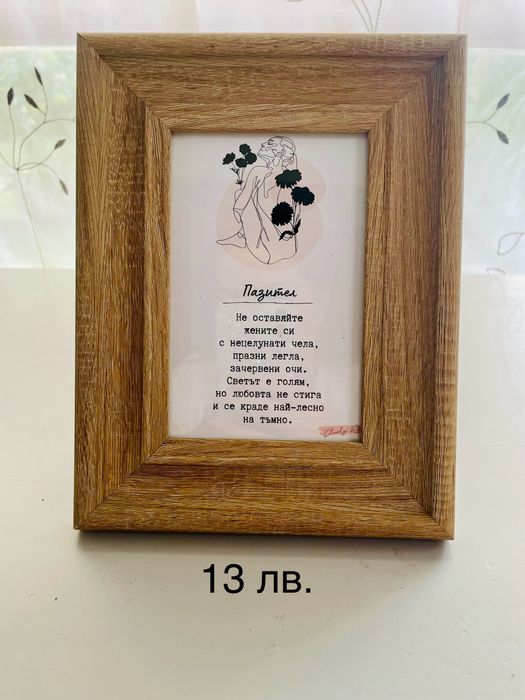 Пазител
Не оставяйте
жените си
с нецелунати чела,
празни легла,
зачервени очи.
Светът е голям,
но любовта не стига
и се краде най-лесно
на тъмно.
13 лв.